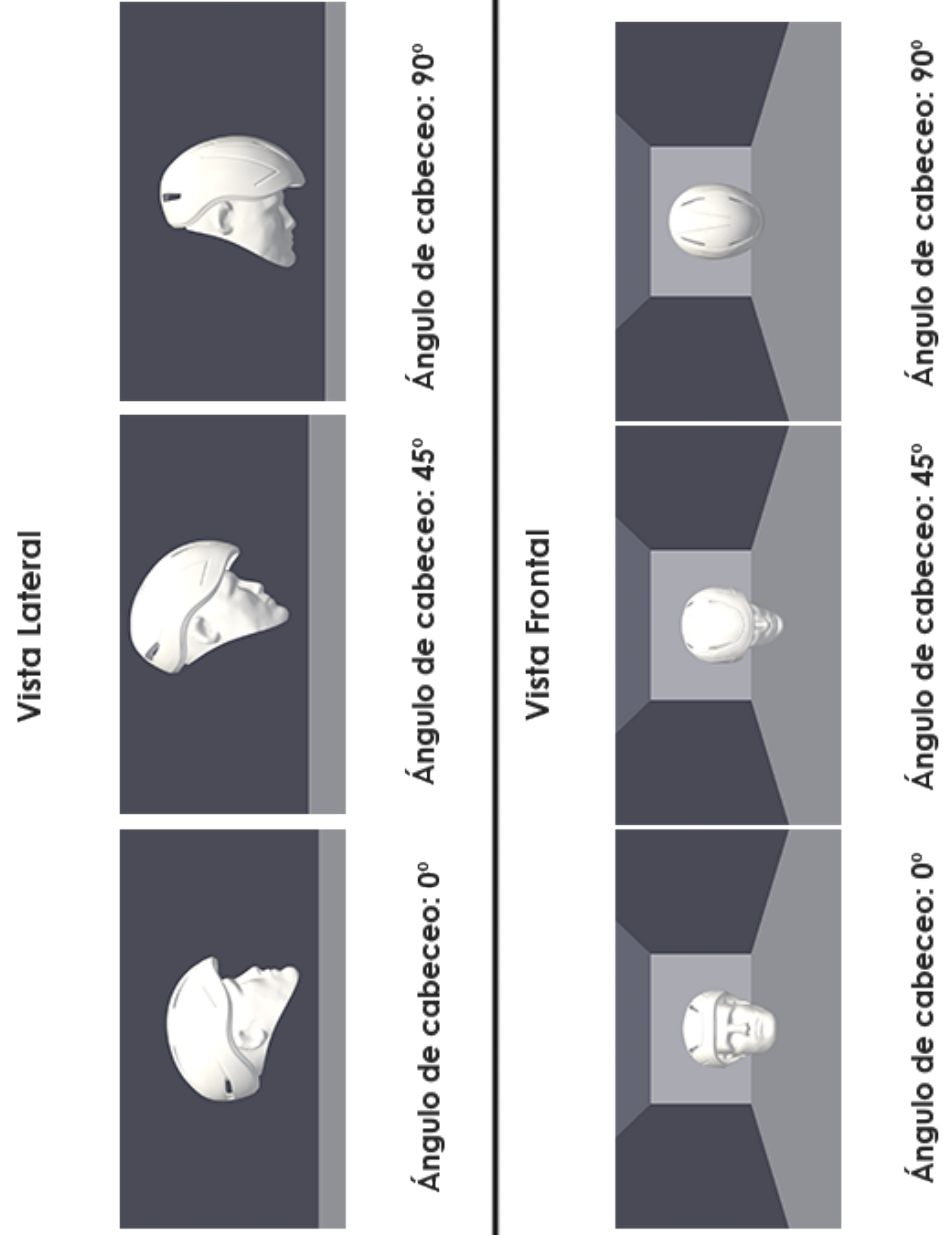 Vista Lateral
Ángulo de cabeceo: 0º
Ángulo de cabeceo: 45º
Ángulo de cabeceo: 90º
Vista Frontal
Ángulo de cabeceo: 0º
Ángulo de cabeceo: 45º
Ángulo de cabeceo: 90º